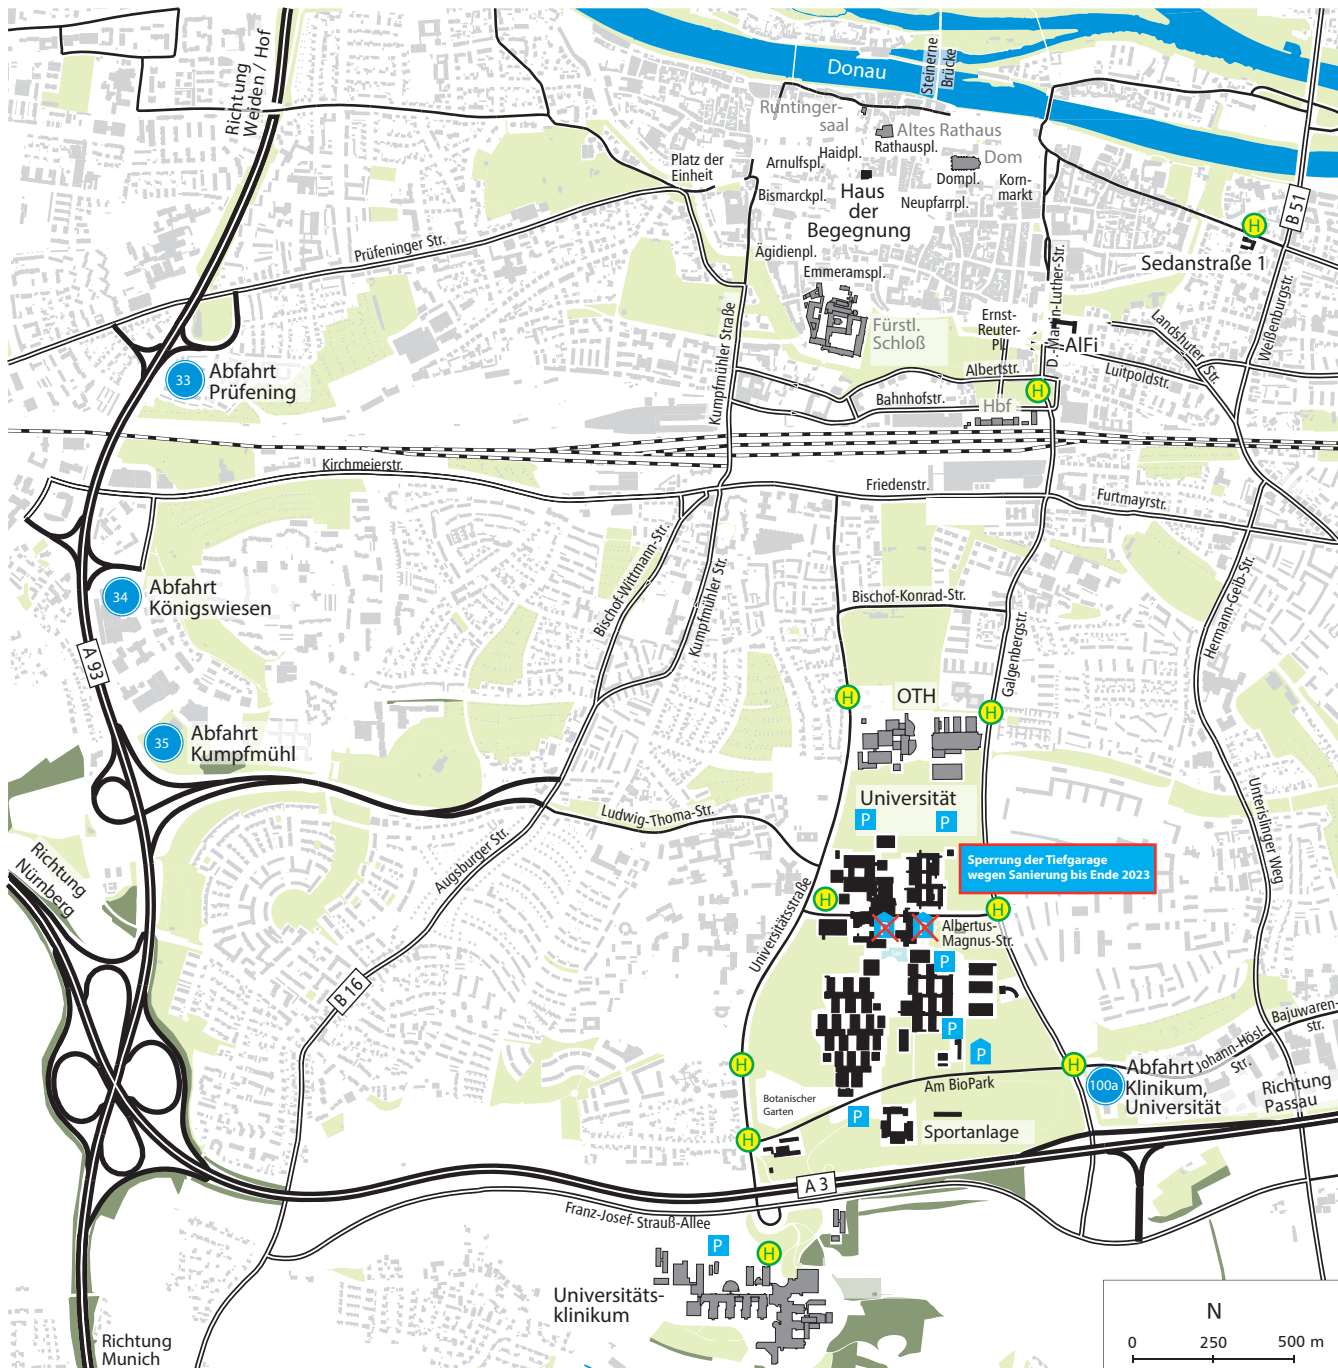 Richtung
Weiden / Hof
Donau
Steinerne
Brücke
Runtinger-
saal
Altes Rathaus
Rathauspl.
Haidpl.
Arnulfspl.
Platz der
Einheit
Dom
Dompl.
Korn-
markt
Bismarckpl.
Haus
der
Begegnung
Neupfarrpl.
B 51
H
Sedanstraße 1
Prüfeninger Str.
Ägidienpl.
Emmeramspl.
Fürstl.
Schloß
Ernst-
Reuter-
Pl.
D.-Martin-Luther-Str.
AlFi
Landshuter Str.
Weißenburgstr.
Luitpoldstr.
Kumpfmühler Straße
33
Abfahrt
Prüfening
Albertstr.
H
Bahnhofstr.
Hbf
Kirchmeierstr.
Friedenstr.
Furtmayrstr.
Bischof-Wittmann-Str.
Kumpfmühler Str.
34
Abfahrt
Königswiesen
Bischof-Konrad-Str.
Galgenbergstr.
Hermann-Geib-Str.
A 93
H
OTH
H
35
Abfahrt
Kumpfmühl
Universität
P
P
Ludwig-Thoma-Str.
Augsburger Str.
Unterislinger Weg
Richtung
Nürnberg
Sperrung der Tiefgarage
wegen Sanierung bis Ende 2023
H
H
Universitätsstraße
Albertus-
Magnus-Str.
P
B 16
P
P
Bajuwaren-
str.
Johann-Hösl-
Str.
H
H
100a
Abfahrt
Klinikum,
Universität
Richtung
Passau
Am BioPark
Botanischer
Garten
P
H
Sportanlage
A 3
Franz-Josef-Strauß-Allee
P
H
Universitäts-
klinikum
Richtung
Munich
N
0 250 500 m